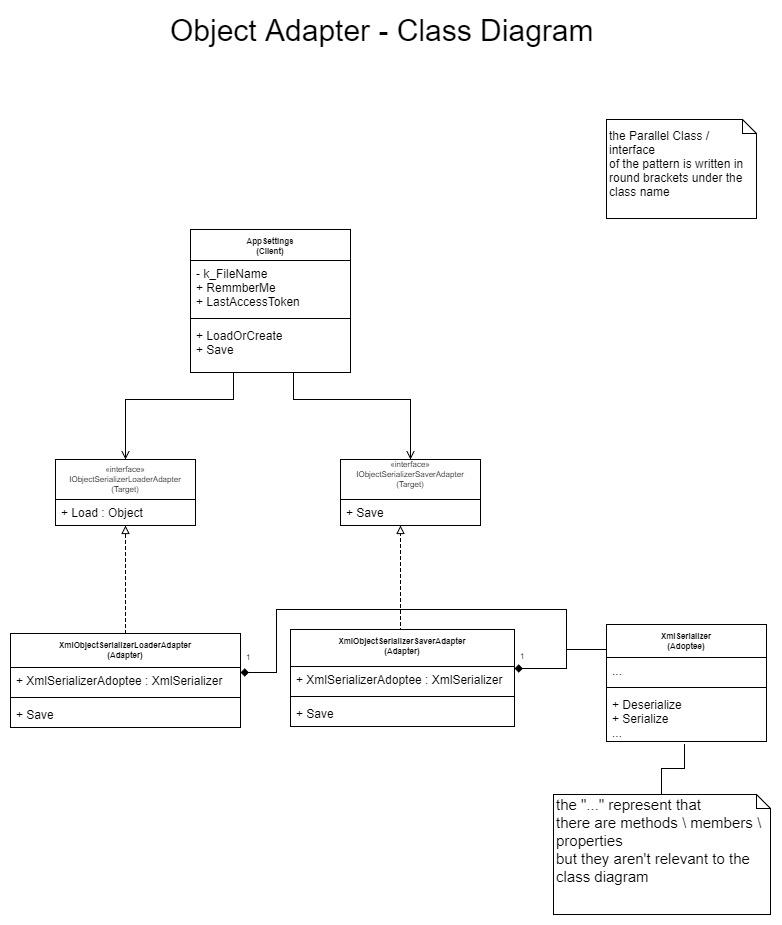 Object Adapter - Class Diagram
the Parallel Class /
interface
of the pattern is written in
round brackets under the
class name
AppSettings
(Client)
- k_FileName
+ RemmberMe
+ LastAccessToken
+ LoadOrCreate
+ Save
«interface»
IObjectSerializerLoaderAdapter
(Target)
+ Load : Object
«interface»
IObjectSerializerSaverAdapter
(Target)
+ Save
XmlObjectSerializerLoaderAdapter
(Adapter)
+ XmlSerializerAdoptee : XmlSerializer
+ Save
1
XmlObjectSerializerSaverAdapter
(Adapter)
+ XmlSerializerAdoptee : XmlSerializer
+ Save
1
XmlSerializer
(Adoptee)
...
+ Deserialize
+ Serialize
...
the "..." represent that
there are methods \ members \
properties
but they aren't relevant to the
class diagram